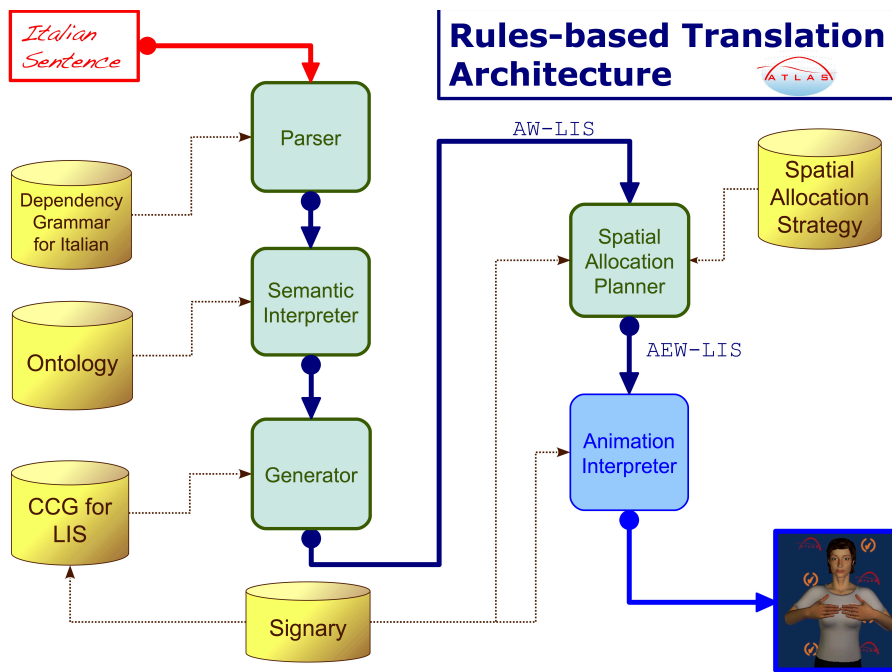 Italian
Sentence
Rules-based Translation
Architecture
ATLAS
Parser
AW-LIS
Dependency
Grammar
for Italian
Spatial
Allocation
Strategy
Spatial
Allocation
Planner
Semantic
Interpreter
Ontology
AEW-LIS
Animation
Interpreter
Generator
CCG for
LIS
Signary